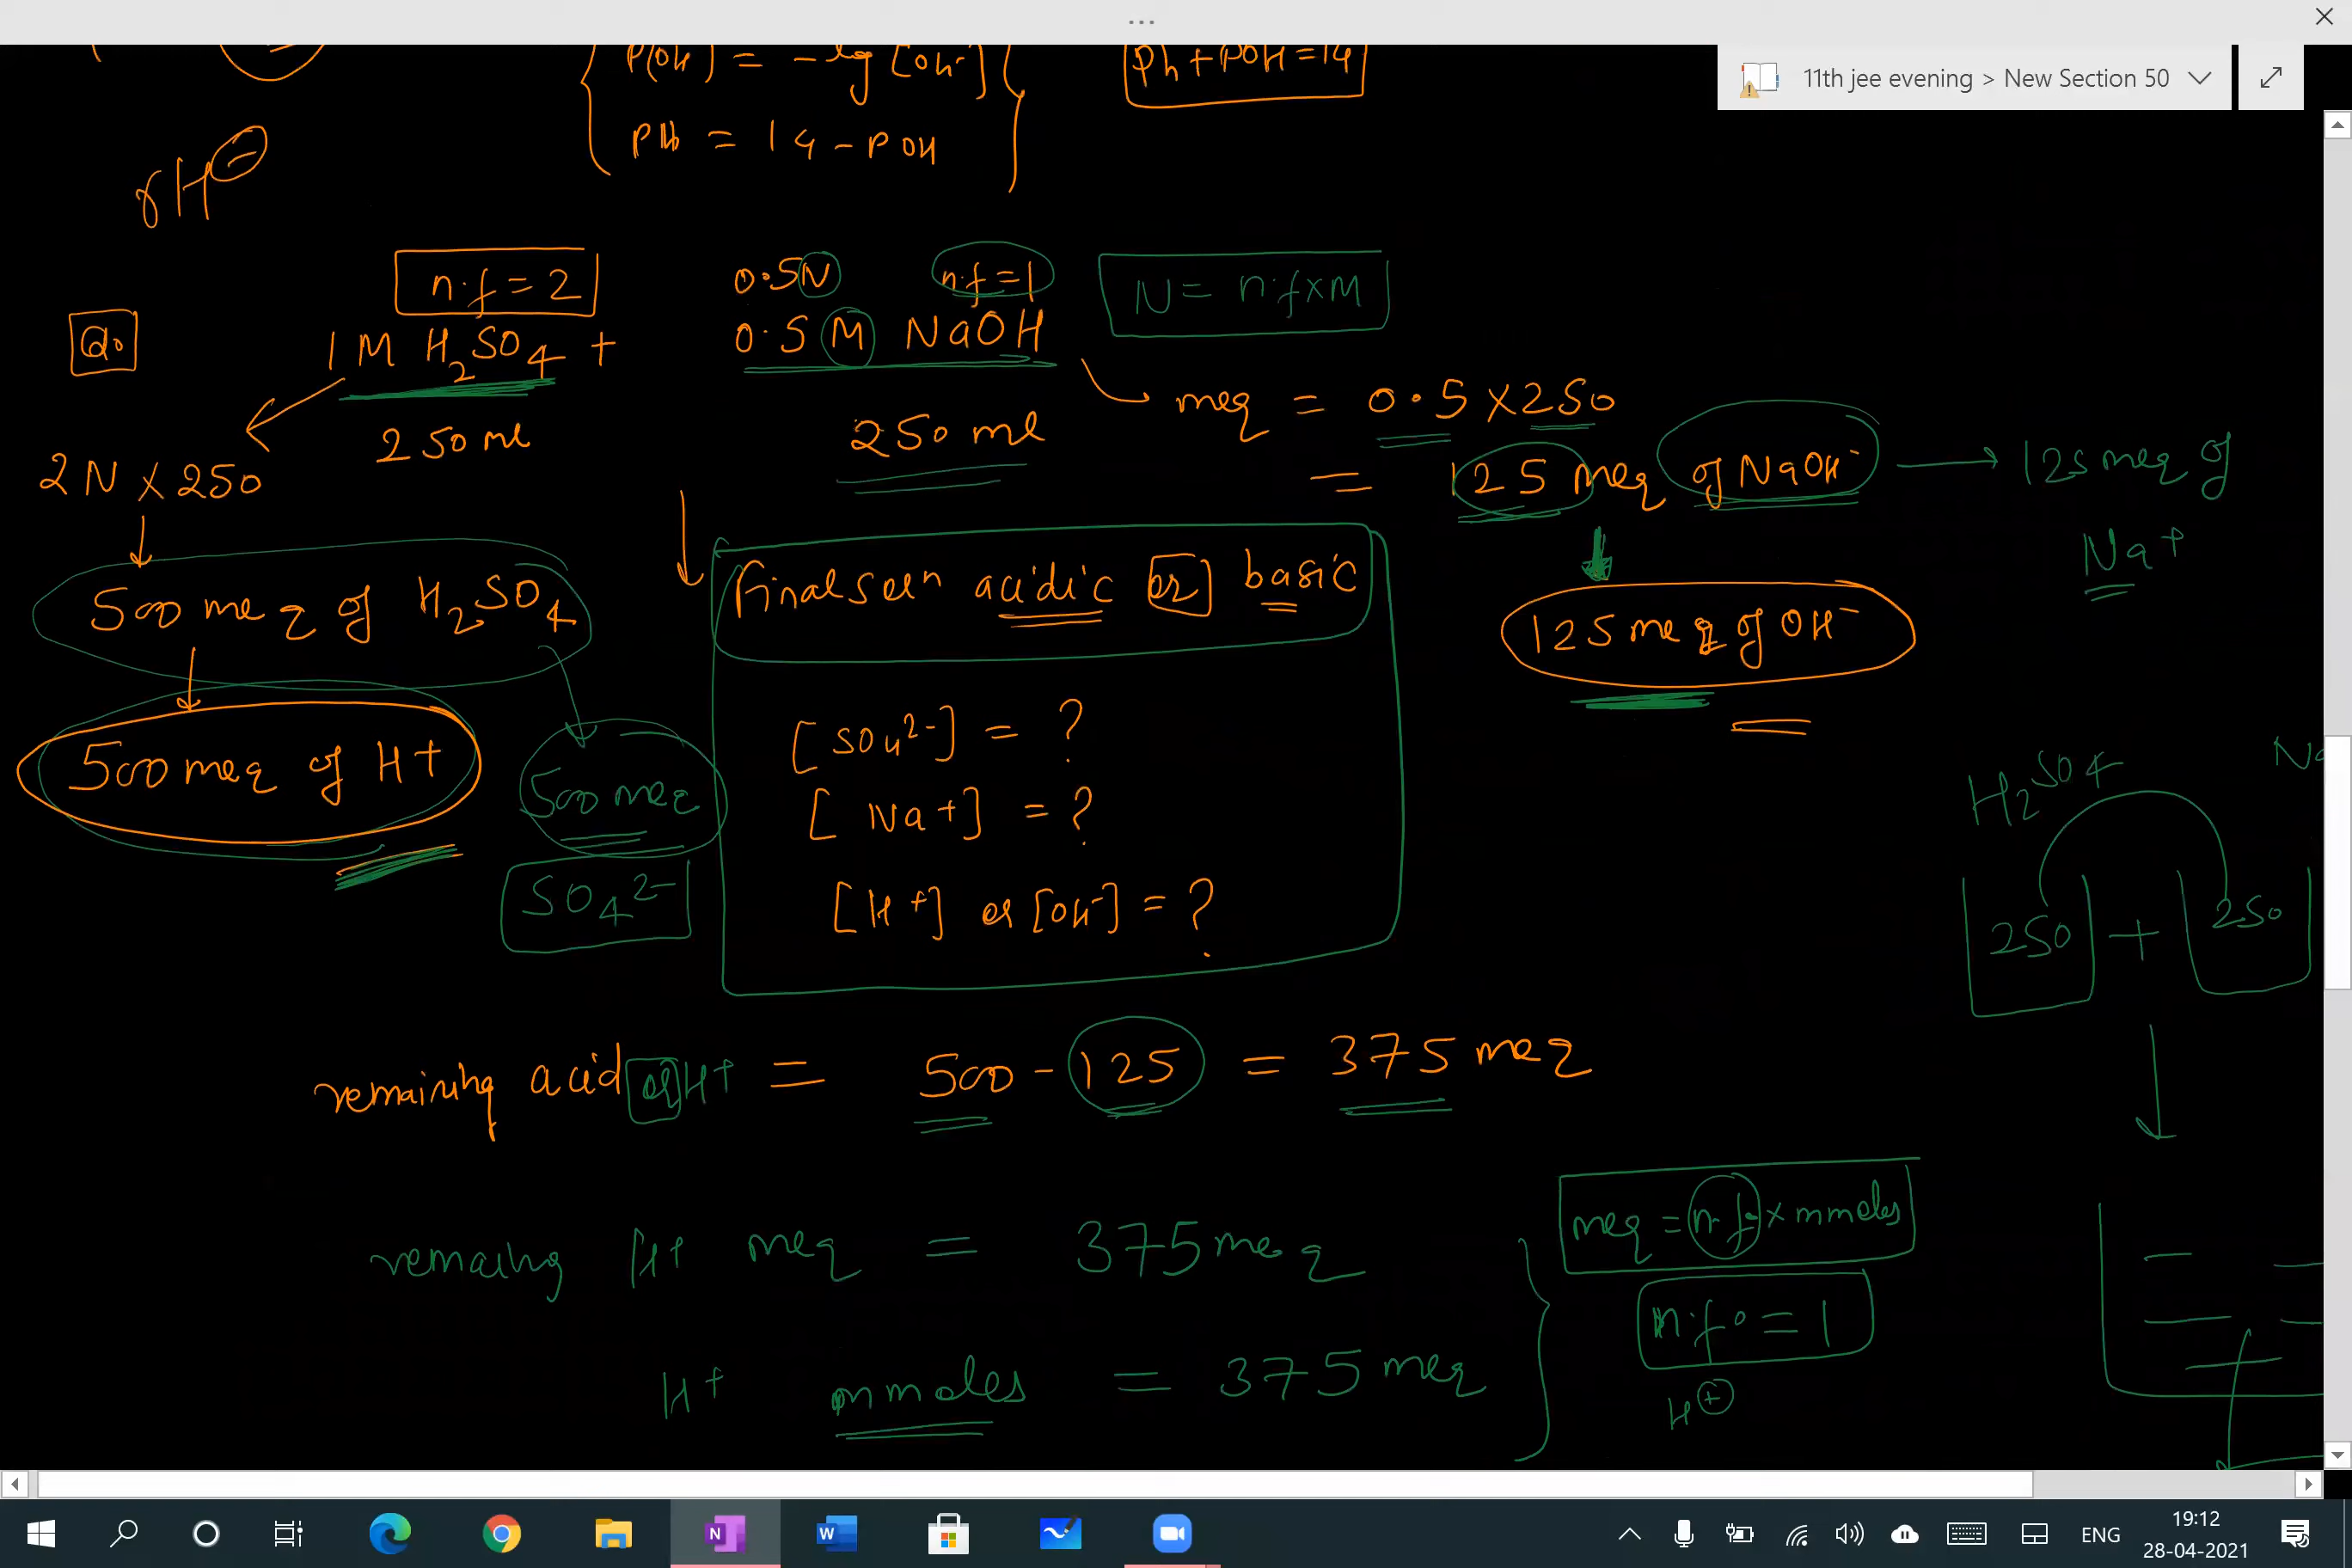 11th jee evening > New Section 50
P(OH) = - log [OH-]
Ph + POH = 14
PH = 14 - POH
H-
n.f = 2
0.5N
n.f = 1
N = n.f x M
Q.
1 M H2SO4 +
0.5 M NaOH
250 ml
250 ml
meq = 0.5 x 250
= 125 meq of NaOH-
125 meq of
Na+
2N x 250
500 meq of H2SO4
500 meq of H+
500 meq
SO42-
Final soln acidic or basic
125 meq of OH-
[SO42-] = ?
[Na+] = ?
[H+] or [OH-] = ?
H2SO4
Na
250 + 250
remaining acid or H+ = 500 - 125 = 375 meq
remaing H+ meq = 375 meq
meq = n.f. x mmoles
n.f. = 1
H+
H+ mmoles = 375 meq
ENG
19:12
28-04-2021